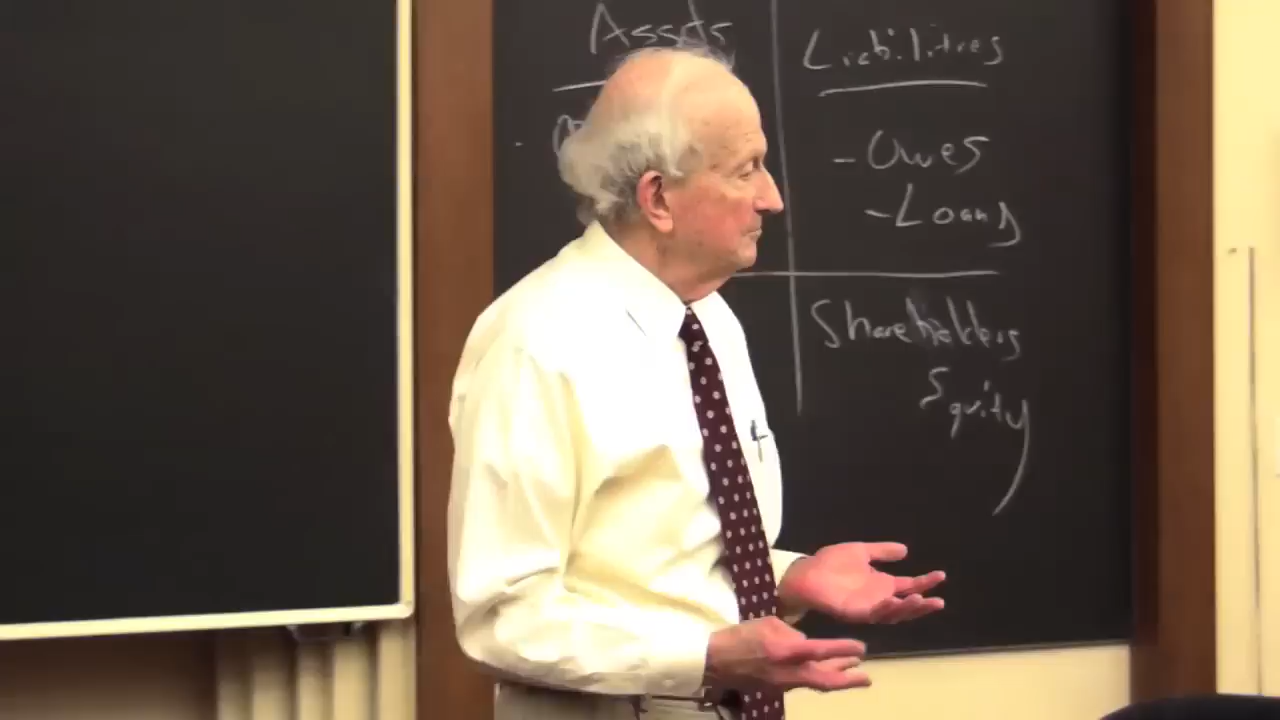 Assets
Liabilities
- Owes
- Loans
Shareholders
Equity